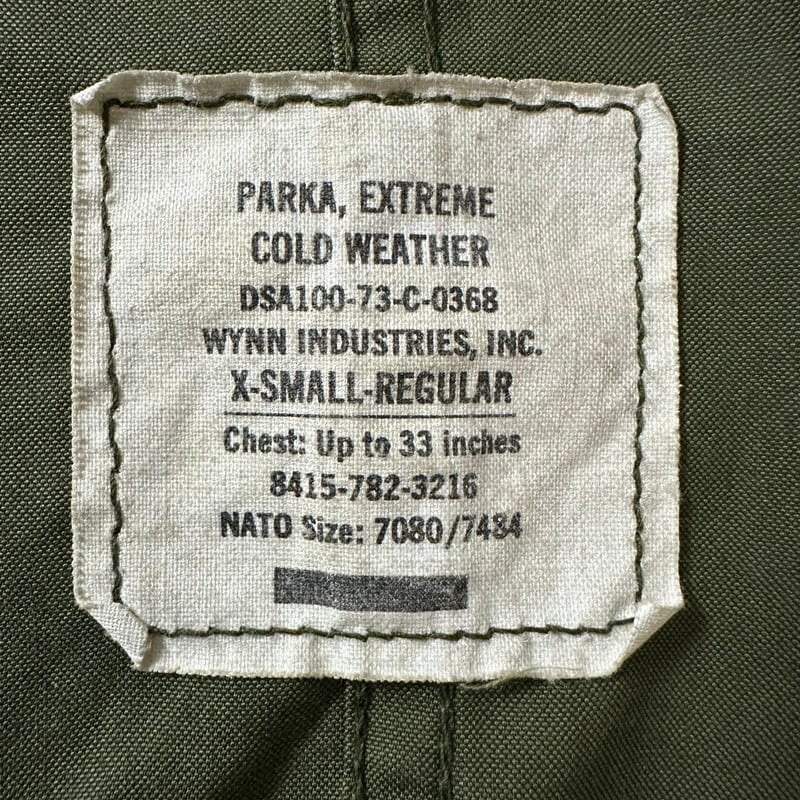 PARKA, EXTREME
COLD WEATHER
DSA100-73-C-0368
WYNN INDUSTRIES, INC.
X-SMALL-REGULAR
Chest: Up to 33 inches
8415-782-3216
NATO Size: 7080/7484